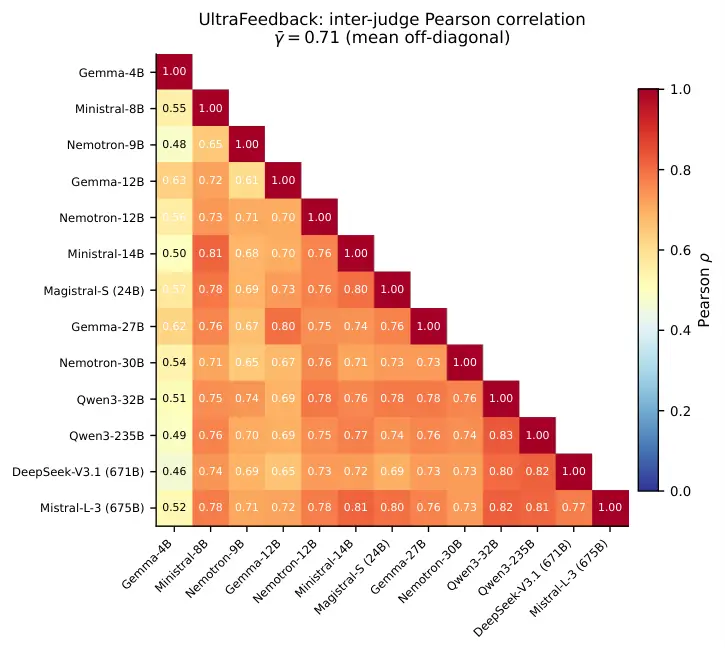 UltraFeedback: inter-judge Pearson correlation
γ̄ = 0.71 (mean off-diagonal)
Gemma-4B 1.00
Ministral-8B 0.55 1.00
Nemotron-9B 0.48 0.65 1.00
Gemma-12B 0.63 0.72 0.61 1.00
Nemotron-12B 0.56 0.73 0.71 0.70 1.00
Ministral-14B 0.50 0.81 0.68 0.70 0.76 1.00
Magistral-S (24B) 0.57 0.78 0.69 0.73 0.76 0.80 1.00
Gemma-27B 0.62 0.76 0.67 0.80 0.75 0.74 0.76 1.00
Nemotron-30B 0.54 0.71 0.65 0.67 0.76 0.71 0.73 0.73 1.00
Qwen3-32B 0.51 0.75 0.74 0.69 0.78 0.76 0.78 0.78 0.76 1.00
Qwen3-235B 0.49 0.76 0.70 0.69 0.75 0.77 0.74 0.76 0.74 0.83 1.00
DeepSeek-V3.1 (671B) 0.46 0.74 0.69 0.65 0.73 0.72 0.69 0.73 0.73 0.80 0.82 1.00
Mistral-L-3 (675B) 0.52 0.78 0.71 0.72 0.78 0.81 0.80 0.76 0.73 0.82 0.81 0.77 1.00
Gemma-4B
Ministral-8B
Nemotron-9B
Gemma-12B
Nemotron-12B
Ministral-14B
Magistral-S (24B)
Gemma-27B
Nemotron-30B
Qwen3-32B
Qwen3-235B
DeepSeek-V3.1 (671B)
Mistral-L-3 (675B)
1.0
0.8
0.6
0.4
0.2
0.0
Pearson ρ